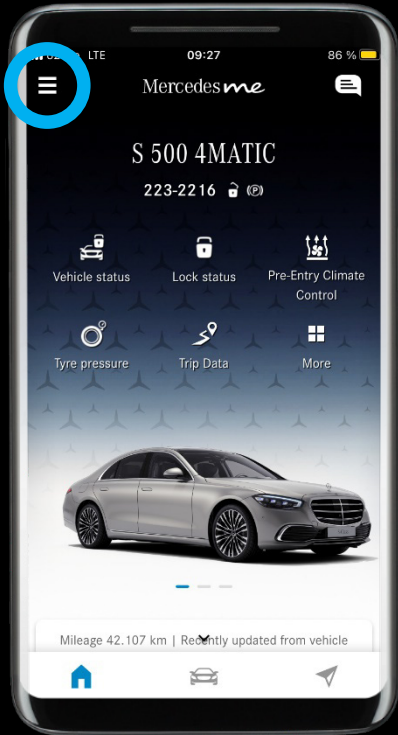 LTE 09:27 86 %
Mercedes me
S 500 4MATIC
223-2216
Vehicle status
Lock status
Pre-Entry Climate
Control
Tyre pressure
Trip Data
More
Mileage 42.107 km | Recently updated from vehicle